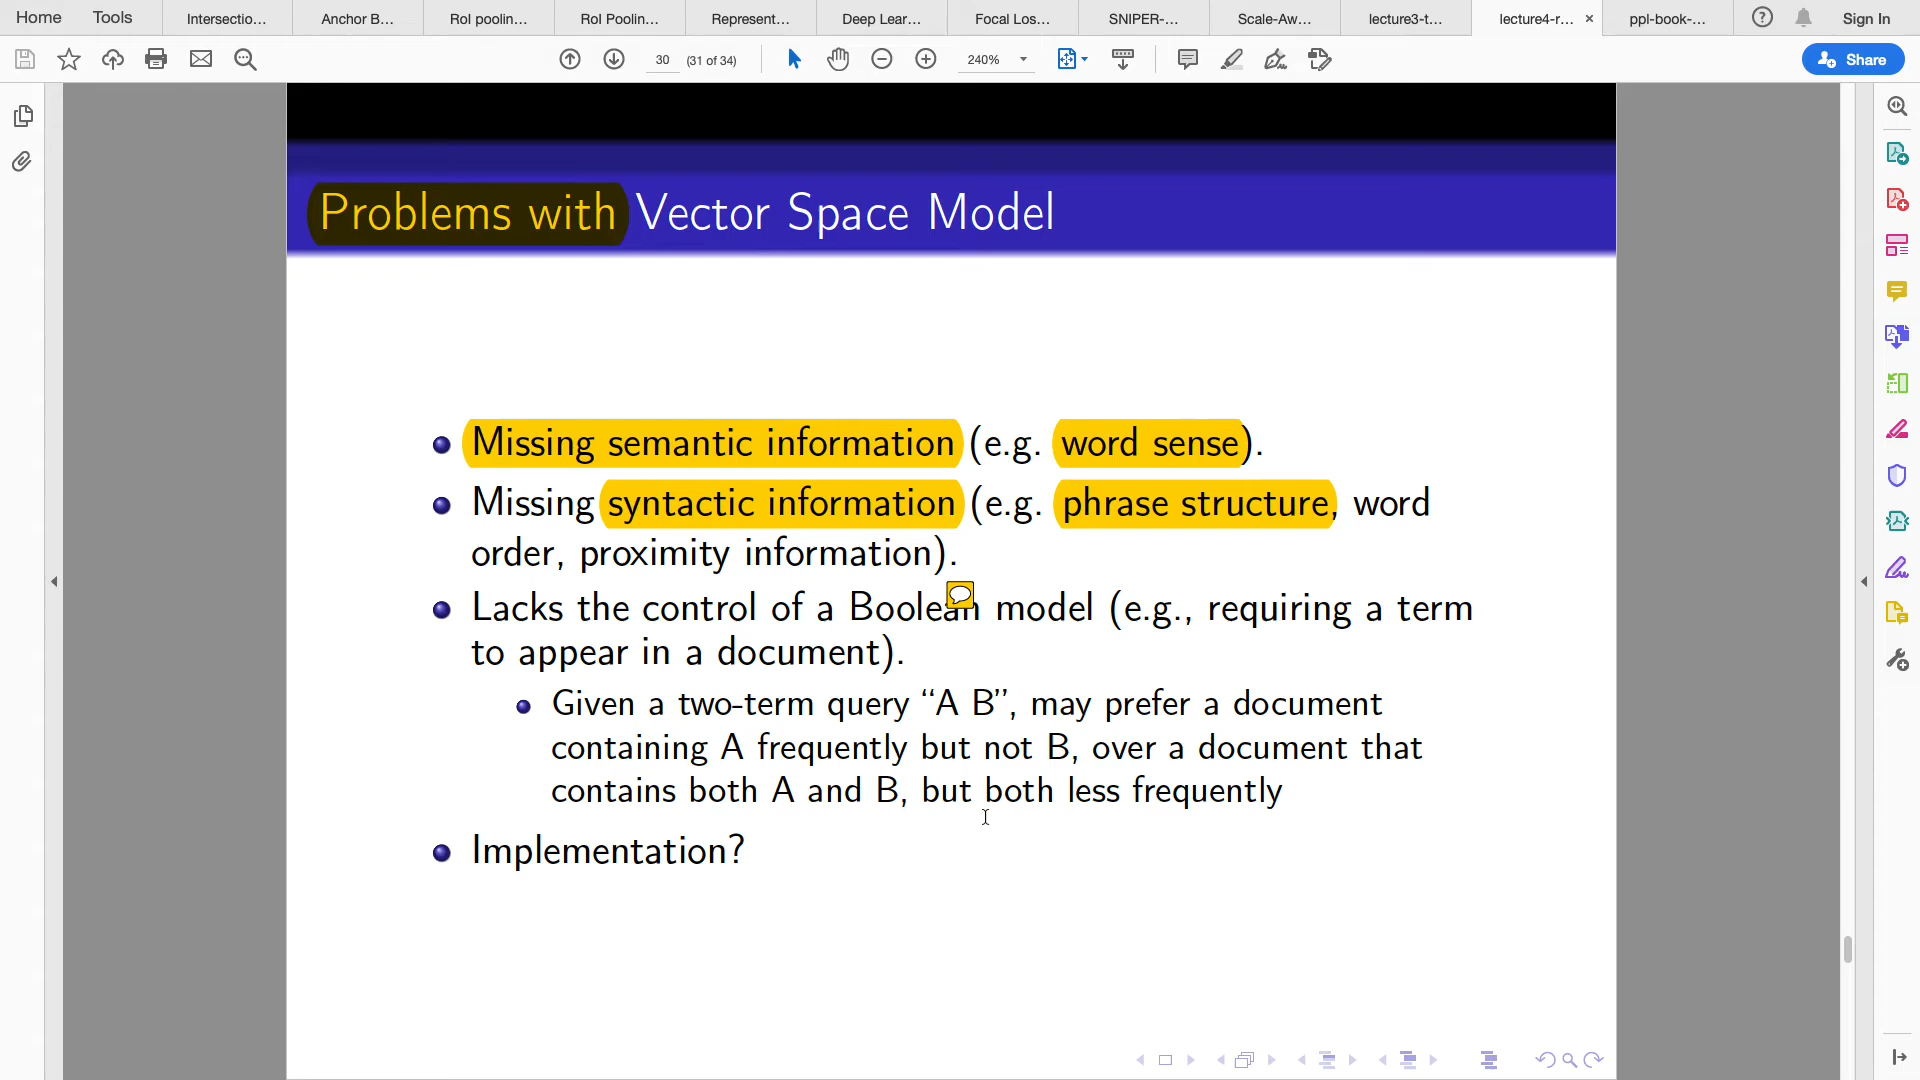 Home Tools Intersectio... Anchor B... RoI poolin... RoI Poolin... Represent... Deep Lear... Focal Los... SNIPER-... Scale-Aw... lecture3-t... lecture4-r... × ppl-book-... Sign In
30 (31 of 34) 240% Share
Problems with Vector Space Model
Missing semantic information (e.g. word sense).
Missing syntactic information (e.g. phrase structure, word
order, proximity information).
Lacks the control of a Boolean model (e.g., requiring a term
to appear in a document).
Given a two-term query “A B”, may prefer a document
containing A frequently but not B, over a document that
contains both A and B, but both less frequently
Implementation?